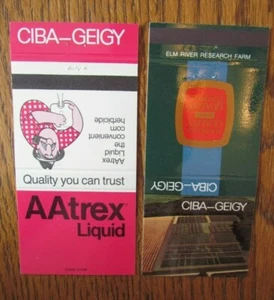 CIBA–GEIGY
AAtrex
Liquid
the
convenient
corn
herbicide
Quality you can trust
AAtrex
Liquid
ELM RIVER RESEARCH FARM
CIBA–GEIGY
CIBA–GEIGY